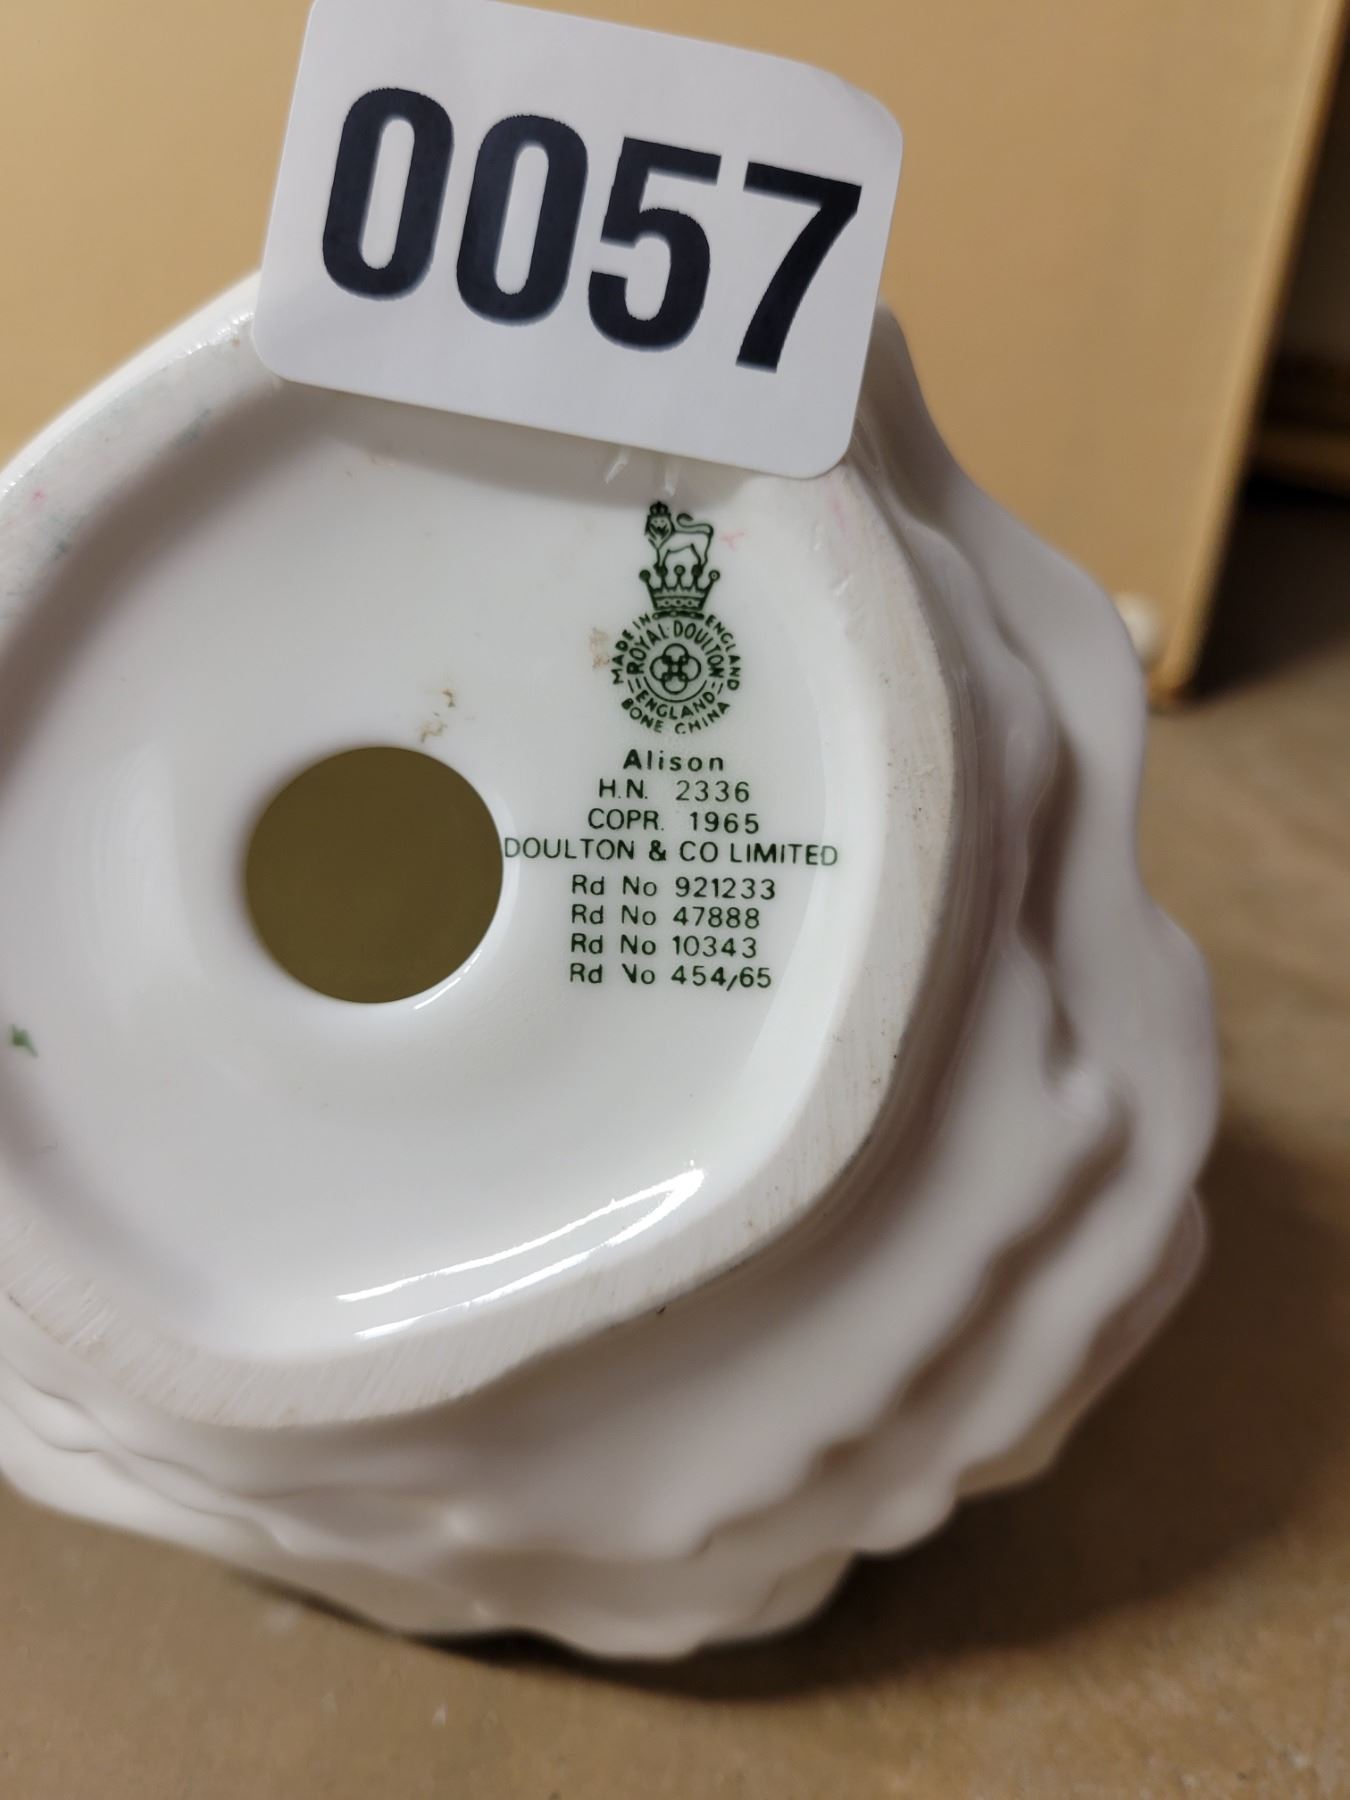 0057
MADE IN ENGLAND
ROYAL·DOULTON
ENGLAND
BONE CHINA
Alison
H.N. 2336
COPR. 1965
DOULTON & CO LIMITED
Rd No 921233
Rd No 47888
Rd No 10343
Rd No 454/65